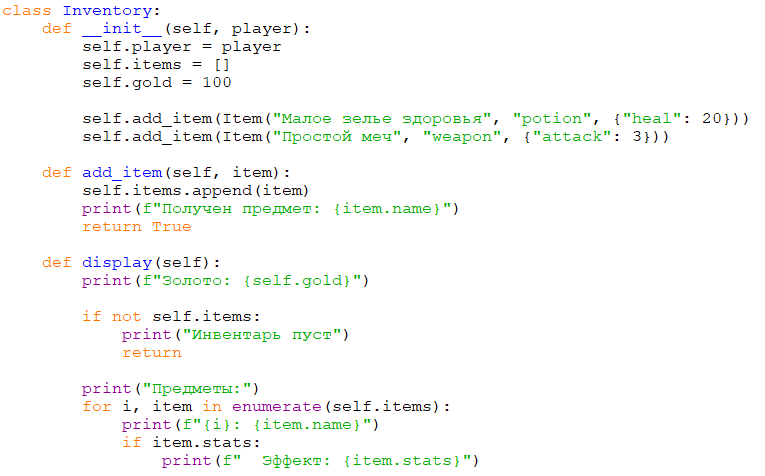 class Inventory:
    def __init__(self, player):
        self.player = player
        self.items = []
        self.gold = 100

        self.add_item(Item("Малое зелье здоровья", "potion", {"heal": 20}))
        self.add_item(Item("Простой меч", "weapon", {"attack": 3}))

    def add_item(self, item):
        self.items.append(item)
        print(f"Получен предмет: {item.name}")
        return True

    def display(self):
        print(f"Золото: {self.gold}")

        if not self.items:
            print("Инвентарь пуст")
            return

        print("Предметы:")
        for i, item in enumerate(self.items):
            print(f"{i}: {item.name}")
            if item.stats:
                print(f"  Эффект: {item.stats}")